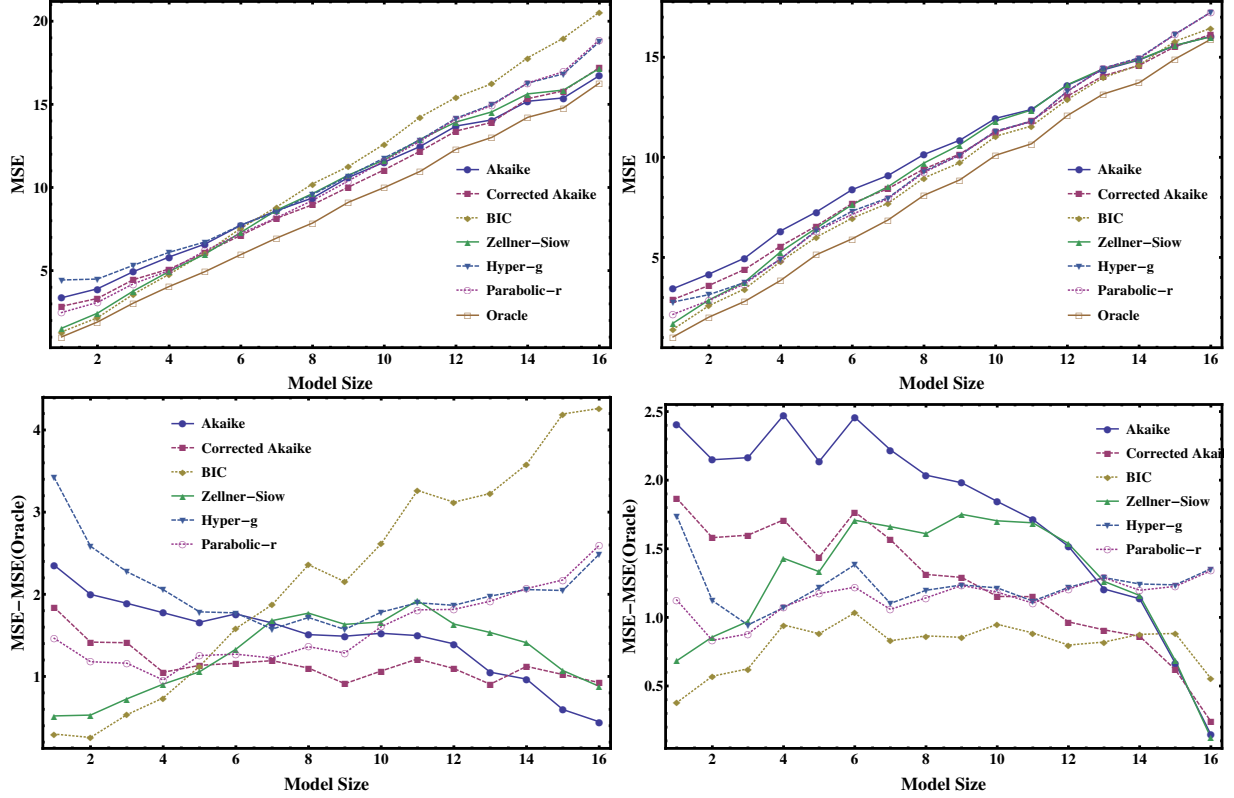 20
15
10
5
MSE
2 4 6 8 10 12 14 16
Model Size
Akaike
Corrected Akaike
BIC
Zellner−Siow
Hyper−g
Parabolic−r
Oracle
15
10
5
MSE
2 4 6 8 10 12 14 16
Model Size
Akaike
Corrected Akaike
BIC
Zellner−Siow
Hyper−g
Parabolic−r
Oracle
4
3
2
1
MSE−MSE(Oracle)
2 4 6 8 10 12 14 16
Model Size
Akaike
Corrected Akaike
BIC
Zellner−Siow
Hyper−g
Parabolic−r
2.5
2.0
1.5
1.0
0.5
MSE−MSE(Oracle)
2 4 6 8 10 12 14 16
Model Size
Akaike
Corrected Akai
BIC
Zellner−Siow
Hyper−g
Parabolic−r